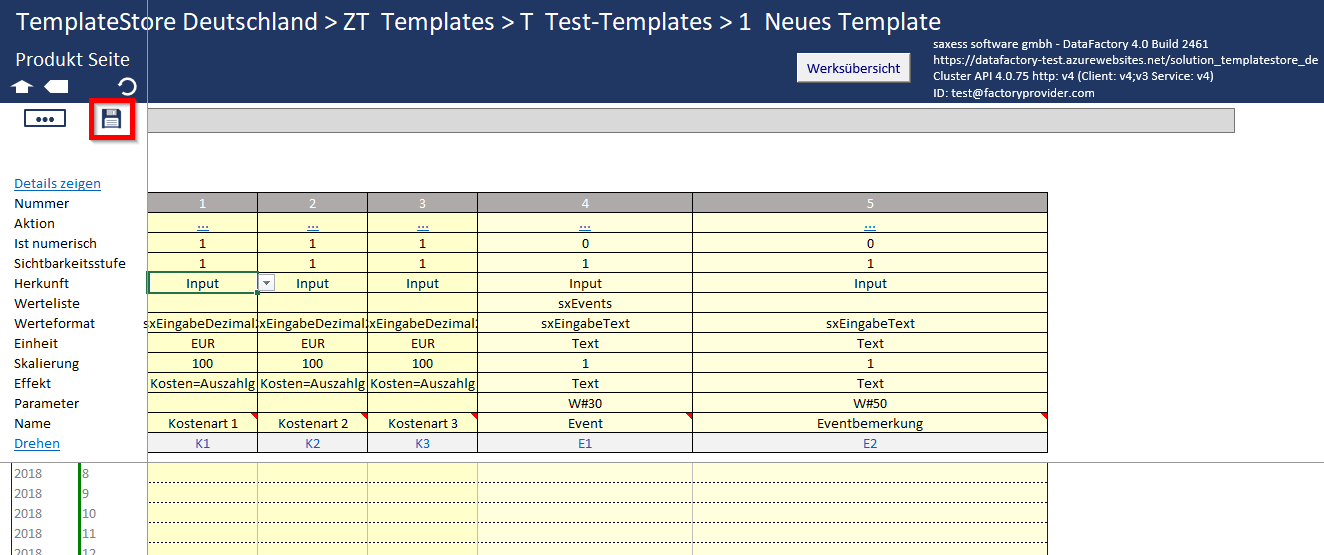 TemplateStore Deutschland > ZT Templates > T Test-Templates > 1 Neues Template
Produkt Seite
Werksübersicht
saxess software gmbh - DataFactory 4.0 Build 2461
https://datafactory-test.azurewebsites.net/solution_templatestore_de
Cluster API 4.0.75 http: v4 (Client: v4;v3 Service: v4)
ID: test@factoryprovider.com
•••
Details zeigen
Nummer 1 2 3 4 5
Aktion ... ... ... ... ...
Ist numerisch 1 1 1 0 0
Sichtbarkeitsstufe 1 1 1 1 1
Herkunft Input Input Input Input Input
Werteliste sxEvents
Werteformat sxEingabeDezimal xEingabeDezimal xEingabeDezimal sxEingabeText sxEingabeText
Einheit EUR EUR EUR Text Text
Skalierung 100 100 100 1 1
Effekt Kosten=Auszahlg Kosten=Auszahlg Kosten=Auszahlg Text Text
Parameter W#30 W#50
Name Kostenart 1 Kostenart 2 Kostenart 3 Event Eventbemerkung
Drehen K1 K2 K3 E1 E2
2018 8
2018 9
2018 10
2018 11
2018 12